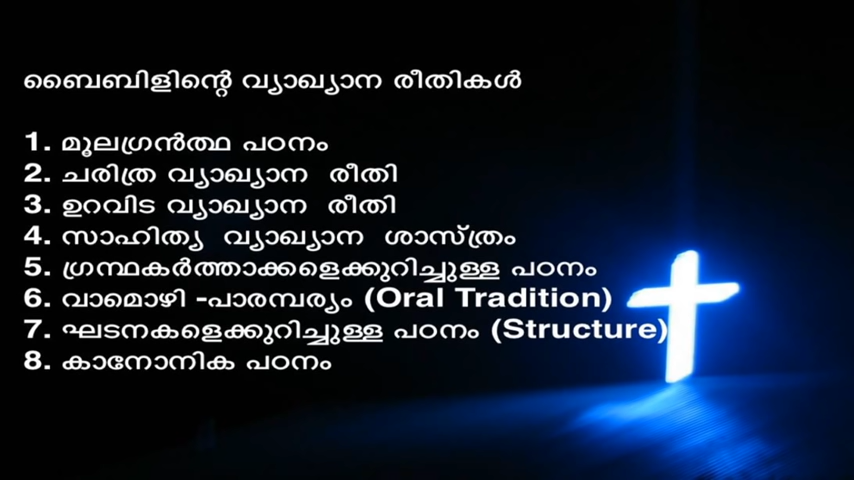 ബൈബിളിന്റെ വ്യാഖ്യാന രീതികൾ
1. മൂലഗ്രൻത്ഥ പഠനം
2. ചരിത്ര വ്യാഖ്യാന രീതി
3. ഉറവിട വ്യാഖ്യാന രീതി
4. സാഹിത്യ വ്യാഖ്യാന ശാസ്ത്രം
5. ഗ്രന്ഥകർത്താക്കളെക്കുറിച്ചുള്ള പഠനം
6. വാമൊഴി -പാരമ്പര്യം (Oral Tradition)
7. ഘടനകളെക്കുറിച്ചുള്ള പഠനം (Structure)
8. കാനോനിക പഠനം